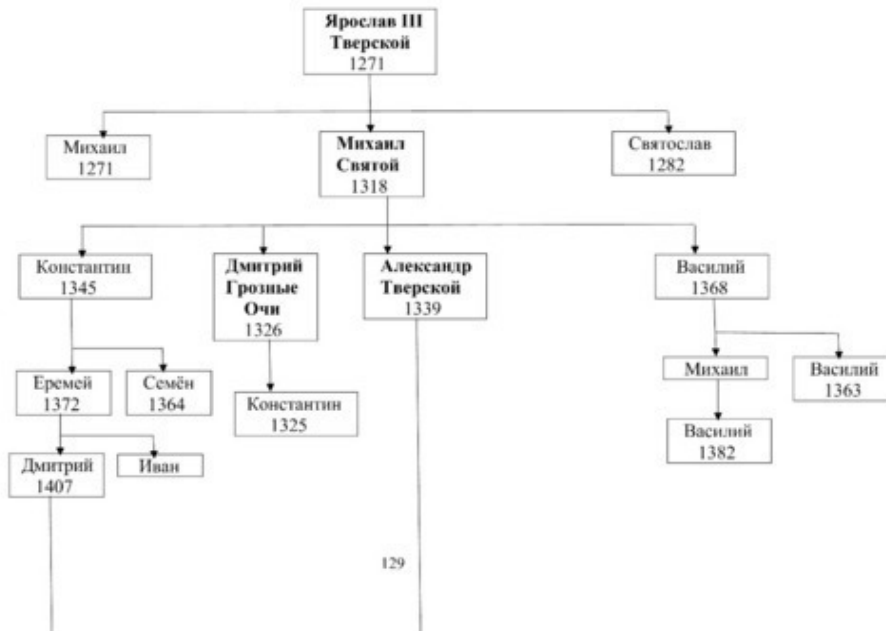 Ярослав III
Тверской
1271
Михаил
1271
Михаил
Святой
1318
Святослав
1282
Константин
1345
Дмитрий
Грозные
Очи
1326
Александр
Тверской
1339
Василий
1368
Еремей
1372
Семён
1364
Константин
1325
Михаил
Василий
1363
Василий
1382
Дмитрий
1407
Иван
129